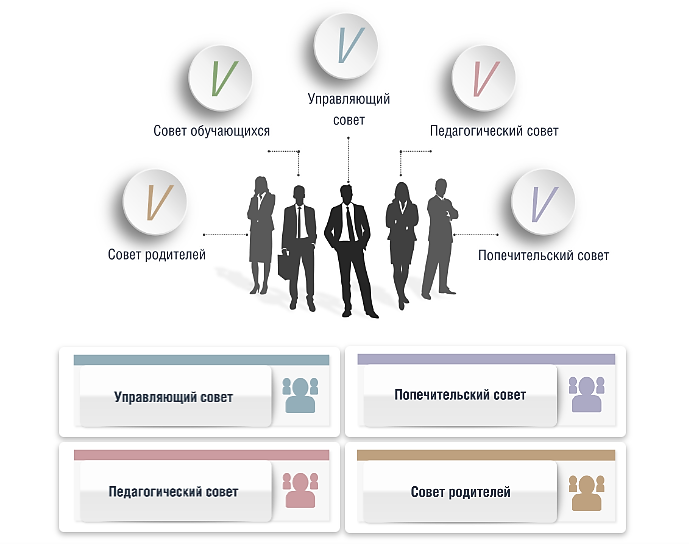 V
V
V
Управляющий
совет
Совет обучающихся
Педагогический совет
V
V
Совет родителей
Попечительский совет
Управляющий совет
Попечительский совет
Педагогический совет
Совет родителей